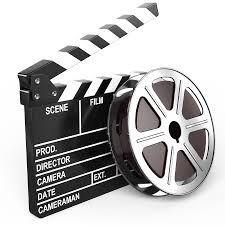 SCENE FILM
PROD.
DIRECTOR
CAMERA EXT.
DATE
CAMERAMAN